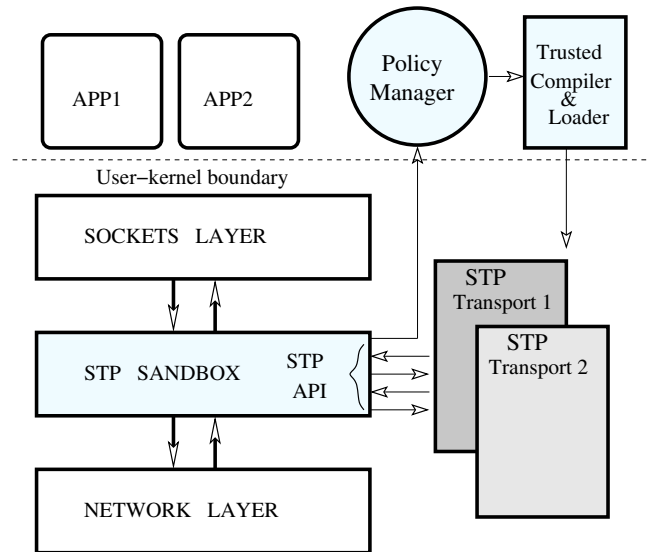 APP1
APP2
Policy
Manager
Trusted
Compiler
&
Loader
User−kernel boundary
SOCKETS LAYER
STP SANDBOX
STP
API
STP
Transport 1
STP
Transport 2
NETWORK LAYER